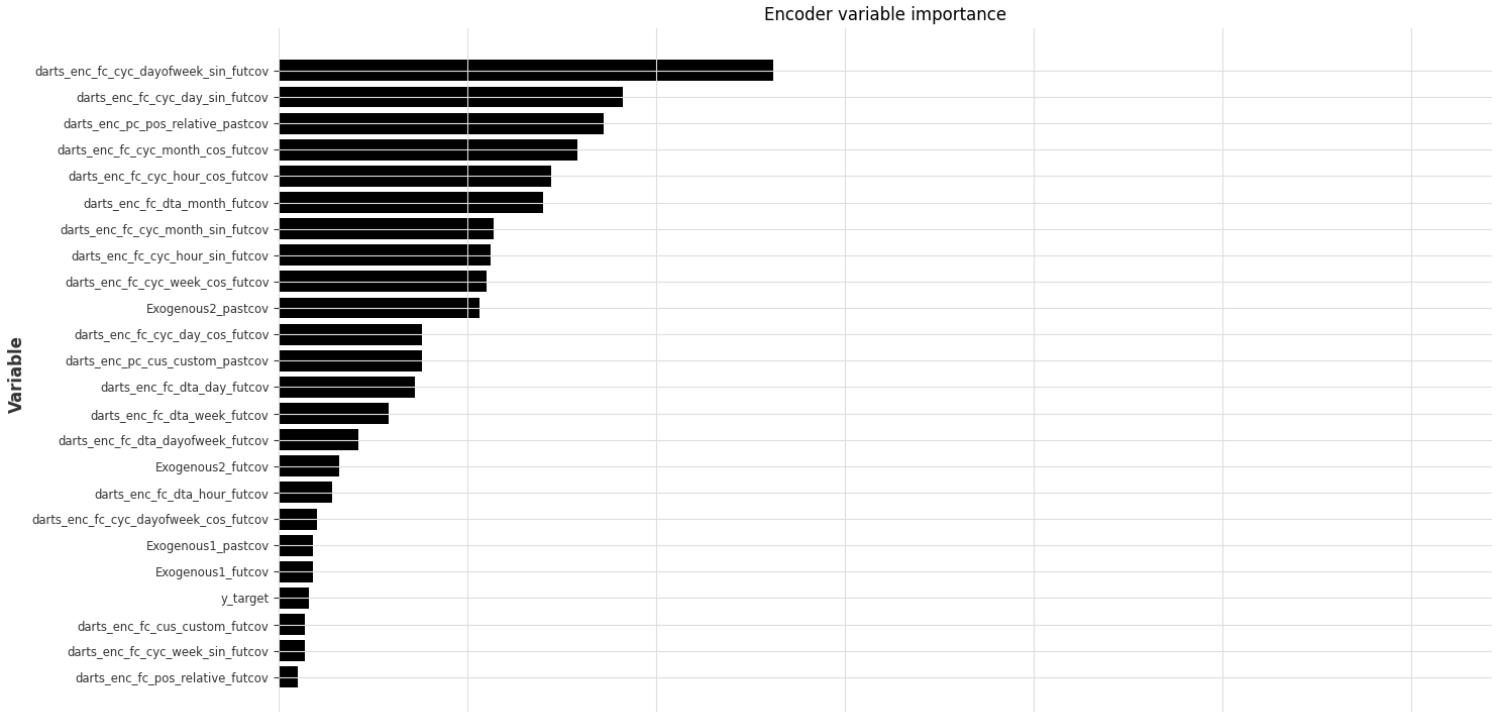 Encoder variable importance
Variable
darts_enc_fc_cyc_dayofweek_sin_futcov
darts_enc_fc_cyc_day_sin_futcov
darts_enc_pc_pos_relative_pastcov
darts_enc_fc_cyc_month_cos_futcov
darts_enc_fc_cyc_hour_cos_futcov
darts_enc_fc_dta_month_futcov
darts_enc_fc_cyc_month_sin_futcov
darts_enc_fc_cyc_hour_sin_futcov
darts_enc_fc_cyc_week_cos_futcov
Exogenous2_pastcov
darts_enc_fc_cyc_day_cos_futcov
darts_enc_pc_cus_custom_pastcov
darts_enc_fc_dta_day_futcov
darts_enc_fc_dta_week_futcov
darts_enc_fc_dta_dayofweek_futcov
Exogenous2_futcov
darts_enc_fc_dta_hour_futcov
darts_enc_fc_cyc_dayofweek_cos_futcov
Exogenous1_pastcov
Exogenous1_futcov
y_target
darts_enc_fc_cus_custom_futcov
darts_enc_fc_cyc_week_sin_futcov
darts_enc_fc_pos_relative_futcov